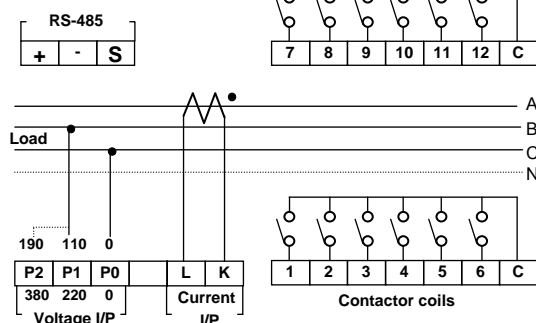 RS-485
+ - S
7 8 9 10 11 12 C
A
B
Load
C
N
190 110 0
P2 P1 P0 L K
1 2 3 4 5 6 C
380 220 0
Current
Contactor coils
Voltage I/P
I/P